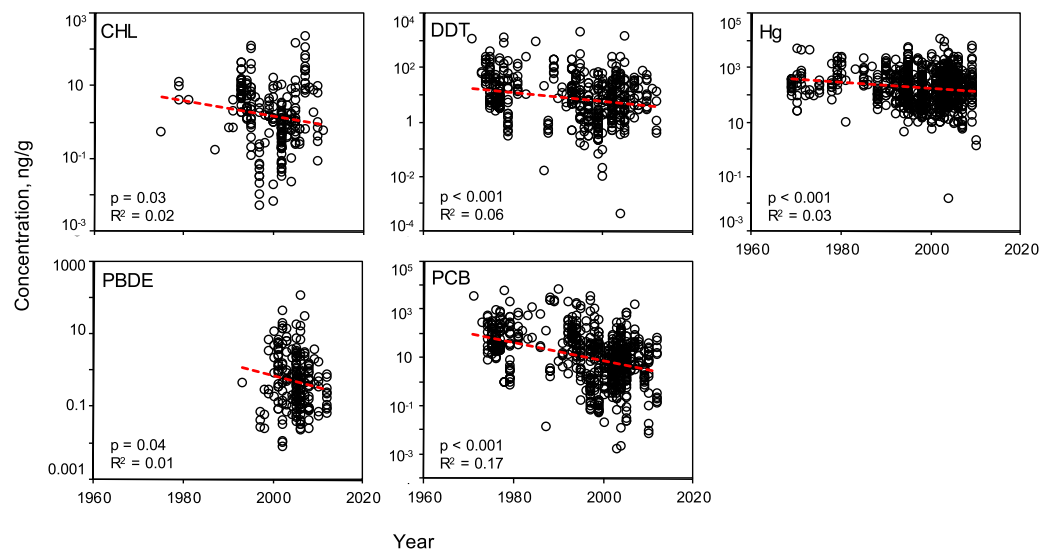 CHL
10³
10
10⁻¹
10⁻³
p = 0.03
R² = 0.02
DDT
10⁴
10²
1
10⁻²
10⁻⁴
p < 0.001
R² = 0.06
Hg
10⁵
10³
10
10⁻¹
10⁻³
p < 0.001
R² = 0.03
1960 1980 2000 2020
Concentration, ng/g
PBDE
1000
10
0.1
0.001
p = 0.04
R² = 0.01
1960 1980 2000 2020
PCB
10⁵
10³
10
10⁻¹
10⁻³
p < 0.001
R² = 0.17
1960 1980 2000 2020
Year